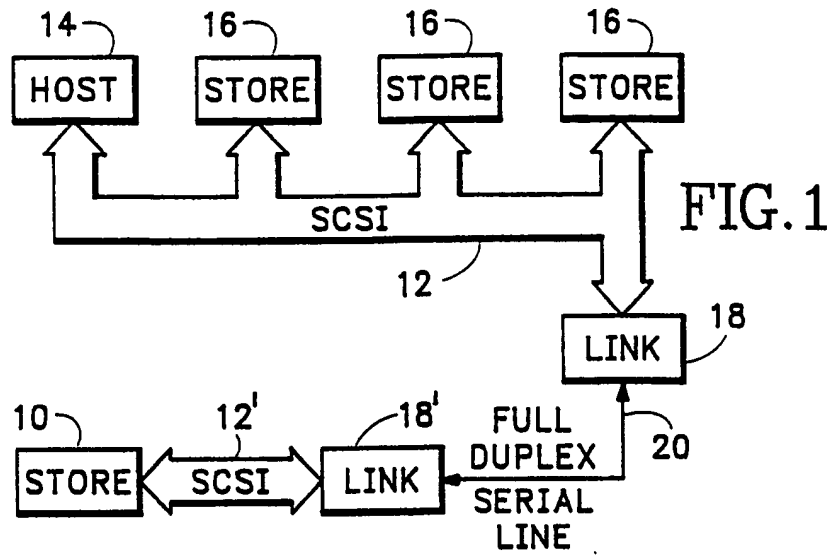 14 16 16 16
HOST STORE STORE STORE
SCSI
FIG.1
12
18
LINK
10 12' 18' FULL 20
DUPLEX
STORE SCSI LINK
SERIAL
LINE